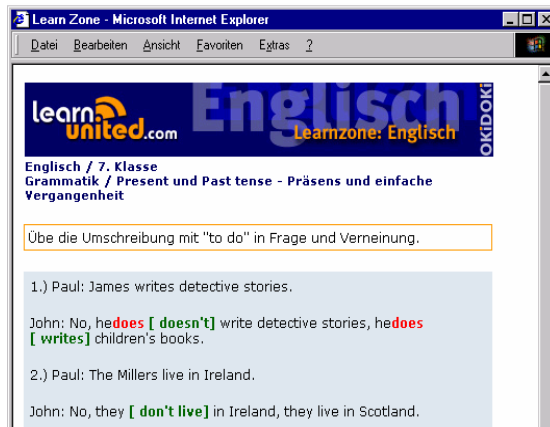 Learn Zone - Microsoft Internet Explorer
Datei Bearbeiten Ansicht Favoriten Extras ?
learn united.com Englisch
Learnzone: Englisch
OKiDOKi
Englisch / 7. Klasse
Grammatik / Present und Past tense - Präsens und einfache
Vergangenheit
Übe die Umschreibung mit "to do" in Frage und Verneinung.
1.) Paul: James writes detective stories.
John: No, hedoes [ doesn't] write detective stories, hedoes
[ writes] children's books.
2.) Paul: The Millers live in Ireland.
John: No, they [ don't live] in Ireland, they live in Scotland.